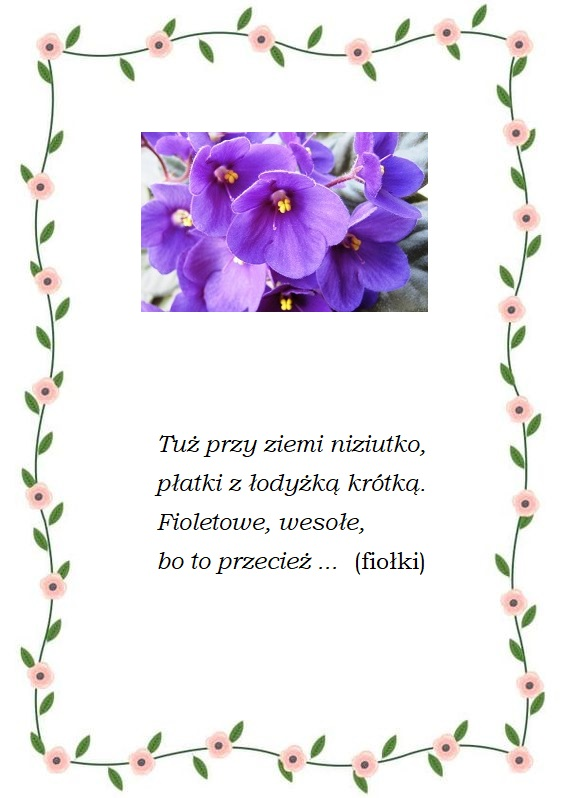 Tuż przy ziemi niziutko,
płatki z łodyżką krótką.
Fioletowe, wesołe,
bo to przecież ... (fiołki)